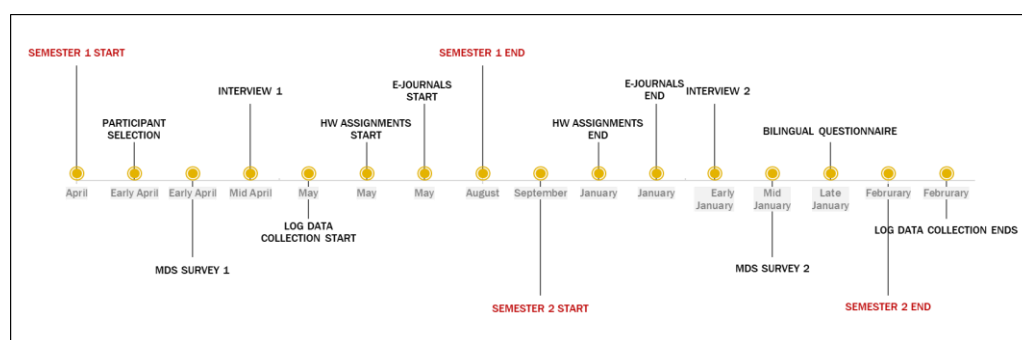 SEMESTER 1 START
SEMESTER 1 END
E-JOURNALS
START
E-JOURNALS
END
INTERVIEW 1
INTERVIEW 2
PARTICIPANT
SELECTION
HW ASSIGNMENTS
START
HW ASSIGNMENTS
END
BILINGUAL QUESTIONNAIRE
April
Early April
Early April
Mid April
May
May
May
August
September
January
January
Early
January
Mid
January
Late
January
Februrary
Februrary
LOG DATA
COLLECTION START
LOG DATA COLLECTION ENDS
MDS SURVEY 1
MDS SURVEY 2
SEMESTER 2 START
SEMESTER 2 END